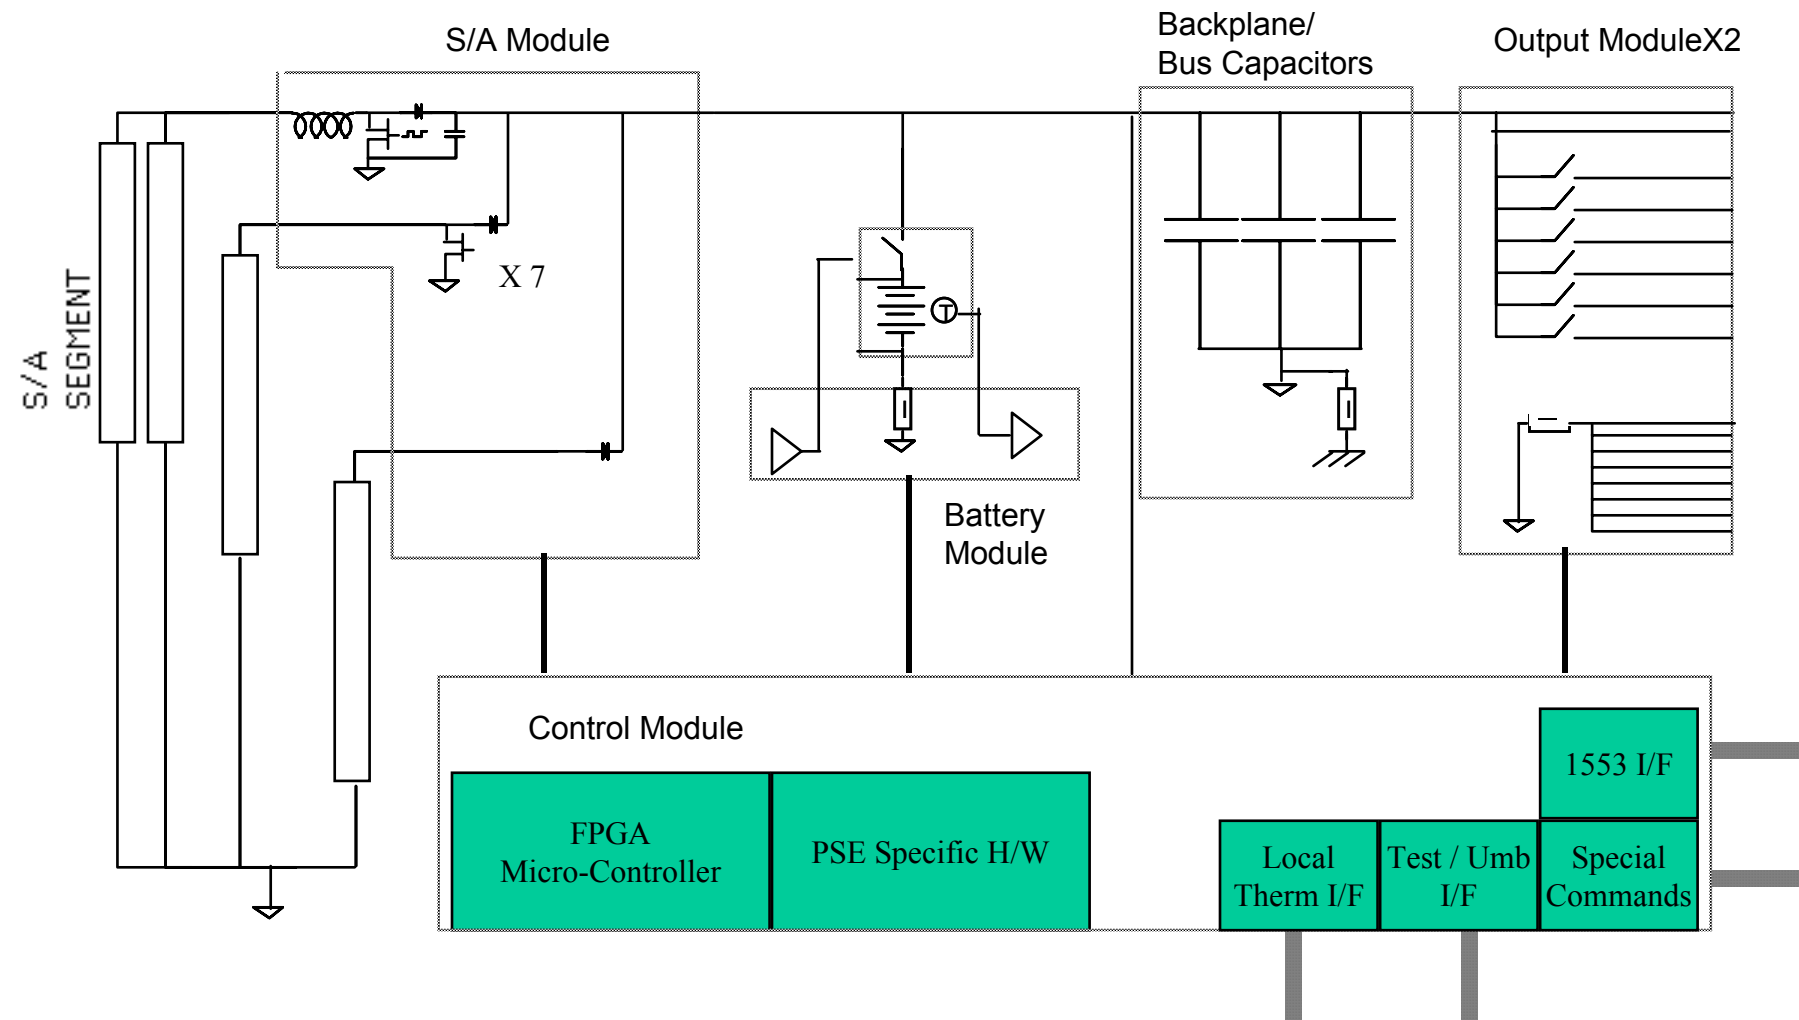 S/A Module
Backplane/
Bus Capacitors
Output ModuleX2
S/A
SEGMENT
X 7
T
Battery
Module
Control Module
FPGA
Micro-Controller
PSE Specific H/W
1553 I/F
Local
Therm I/F
Test / Umb
I/F
Special
Commands